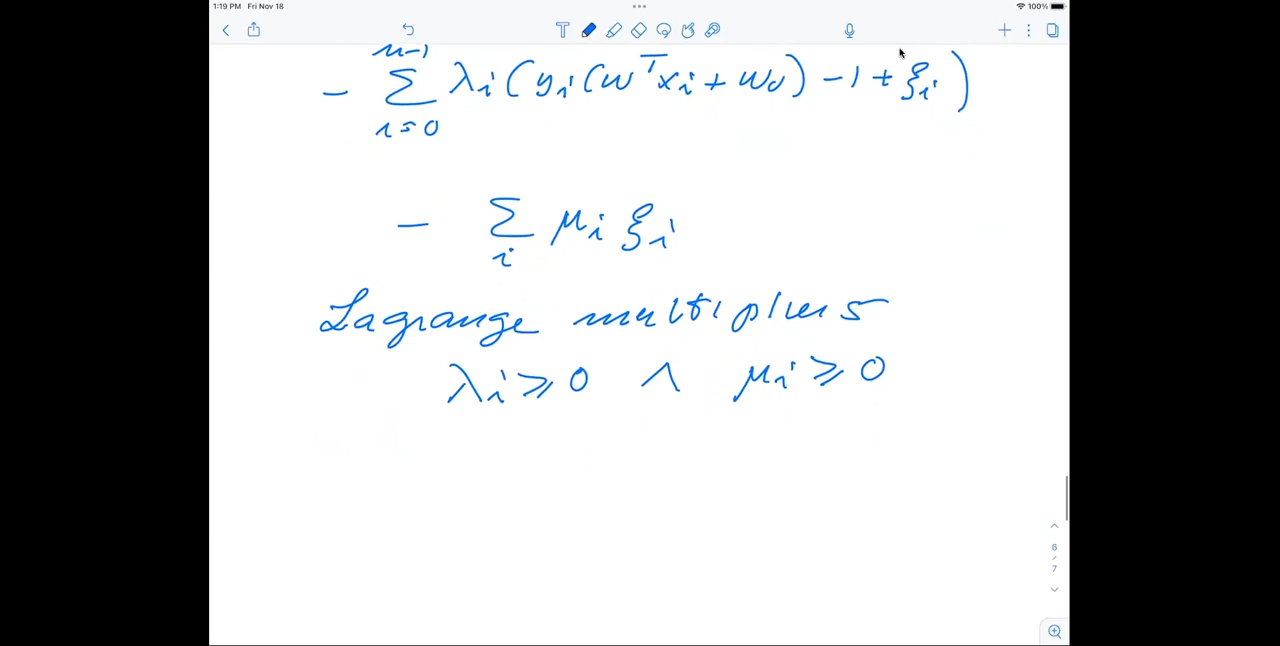 1:19 PM Fri Nov 18
100%
n-1
- Σ λi (yi (wᵀxi + w0) - 1 + ξi)
i=0
- Σ μi ξi
i
Lagrange multipliers
λi ≥ 0 ∧ μi ≥ 0
6
/
7